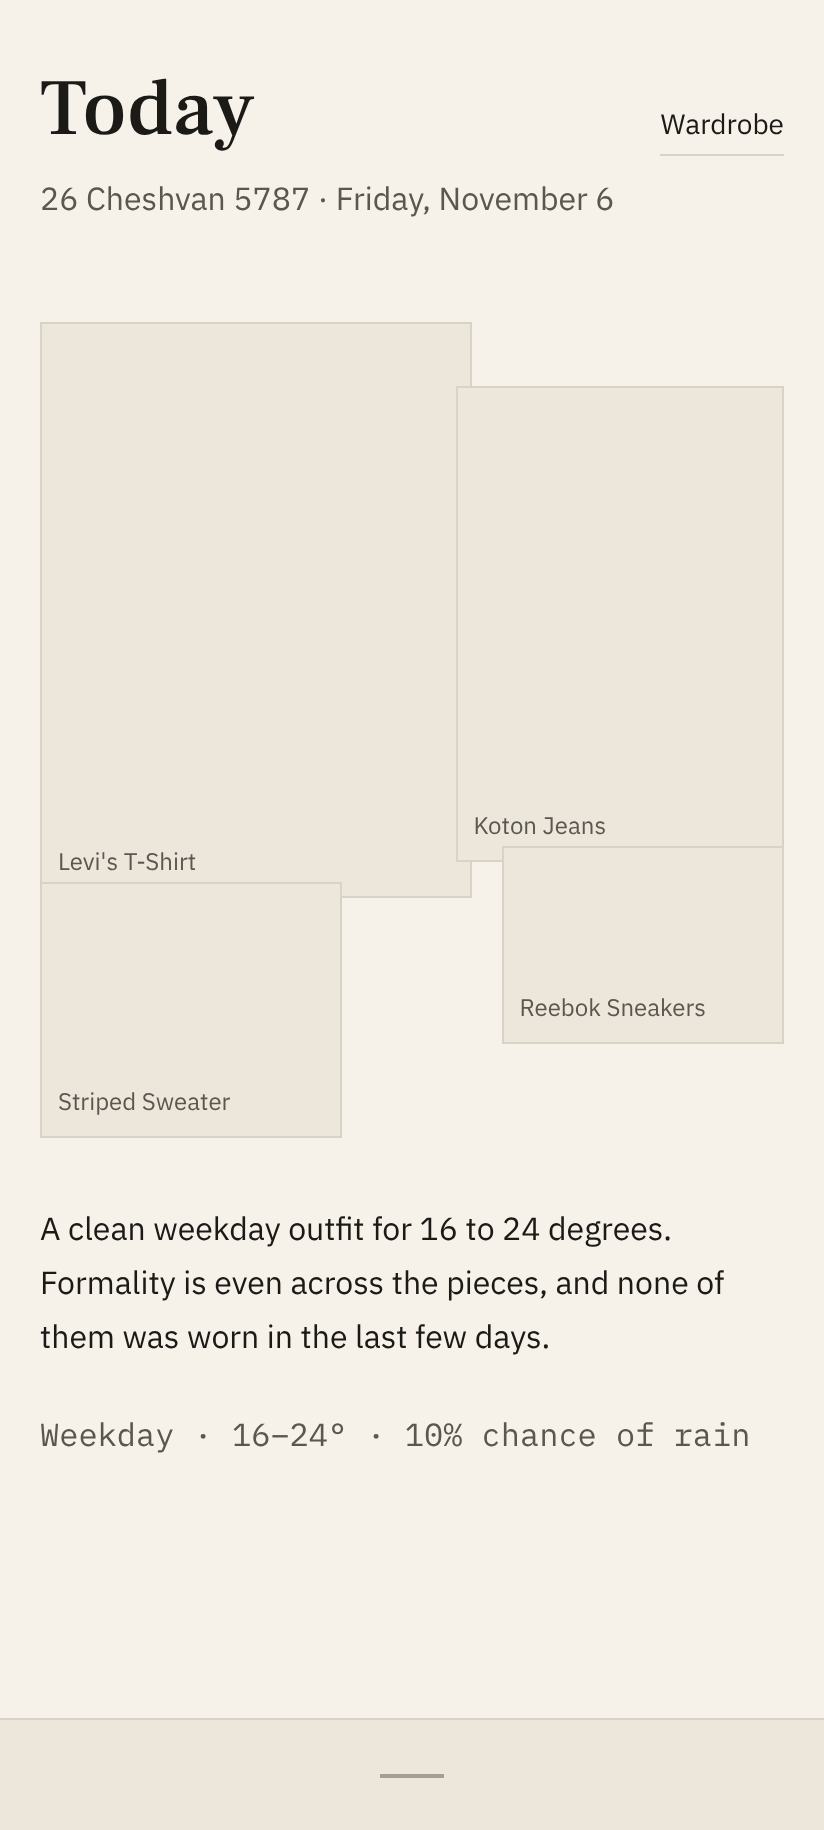 Today
Wardrobe
26 Cheshvan 5787 · Friday, November 6
Levi's T-Shirt
Koton Jeans
Reebok Sneakers
Striped Sweater
A clean weekday outfit for 16 to 24 degrees.
Formality is even across the pieces, and none of
them was worn in the last few days.
Weekday · 16–24° · 10% chance of rain